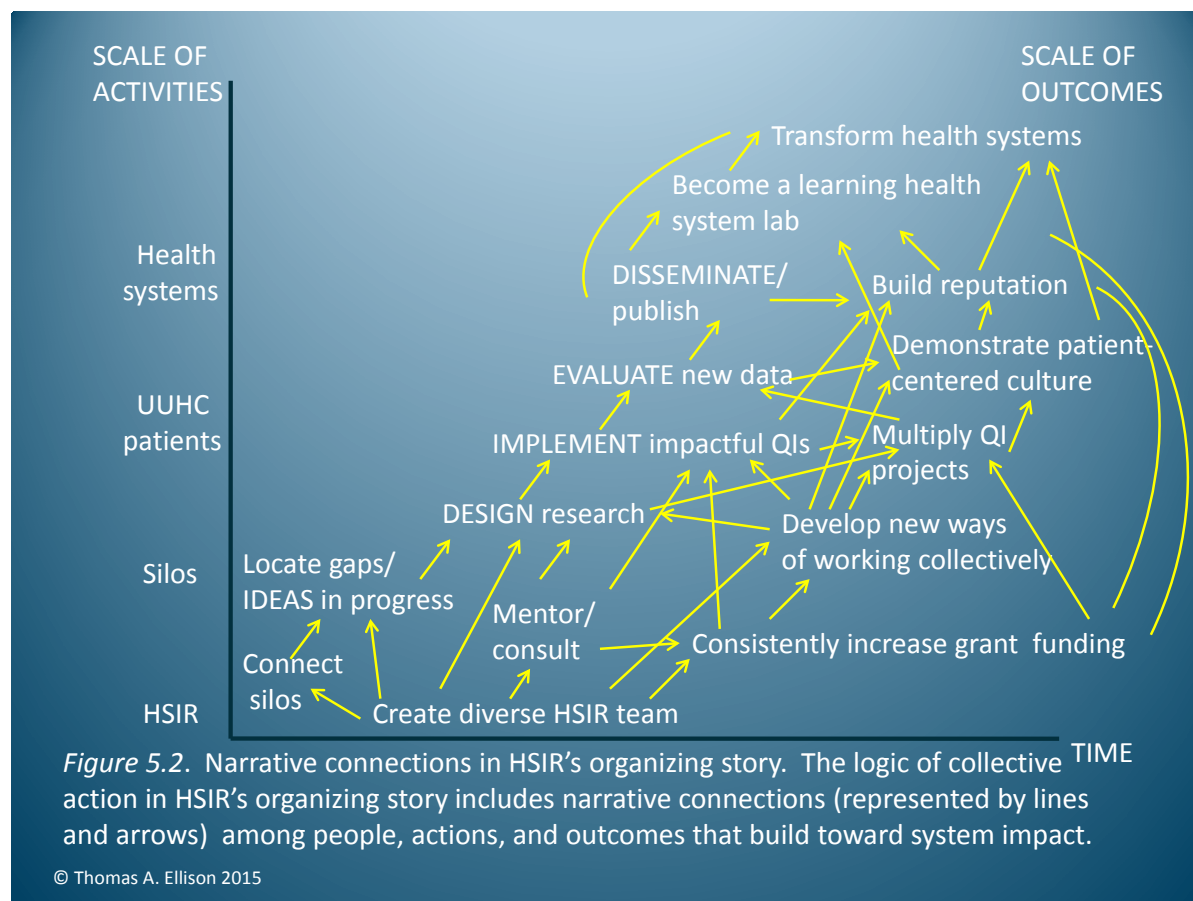 SCALE OF
ACTIVITIES
SCALE OF
OUTCOMES
Transform health systems
Become a learning health
system lab
Health
systems
DISSEMINATE/
publish
Build reputation
Demonstrate patient-
centered culture
EVALUATE new data
UUHC
patients
IMPLEMENT impactful QIs
Multiply QI
projects
DESIGN research
Develop new ways
of working collectively
Silos
Locate gaps/
IDEAS in progress
Mentor/
consult
Consistently increase grant funding
Connect
silos
HSIR
Create diverse HSIR team
TIME
Figure 5.2. Narrative connections in HSIR's organizing story. The logic of collective
action in HSIR's organizing story includes narrative connections (represented by lines
and arrows) among people, actions, and outcomes that build toward system impact.
© Thomas A. Ellison 2015